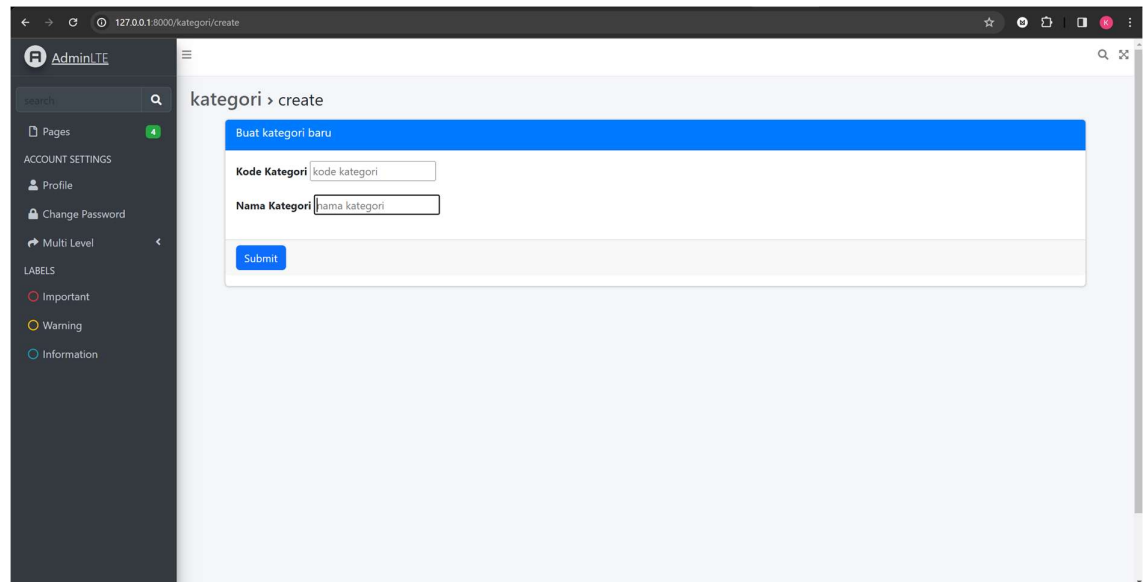 127.0.0.1:8000/kategori/create
K
AdminLTE
search
Pages 4
ACCOUNT SETTINGS
Profile
Change Password
Multi Level
LABELS
Important
Warning
Information
kategori > create
Buat kategori baru
Kode Kategori kode kategori
Nama Kategori nama kategori
Submit